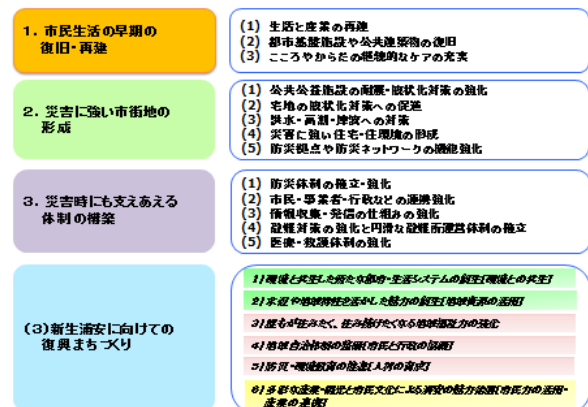 1. 市民生活の早期の
復旧・再建
(1) 生活と産業の再建
(2) 都市基盤施設や公共建築物の復旧
(3) こころやからだの継続的なケアの充実
2. 災害に強い市街地の
形成
(1) 公共公益施設の耐震・液状化対策の強化
(2) 宅地の液状化対策への促進
(3) 洪水・高潮・津波への対策
(4) 災害に強い住宅・住環境の形成
(5) 防災拠点や防災ネットワークの機能強化
3. 災害時にも支えあえる
体制の構築
(1) 防災体制の確立・強化
(2) 市民・事業者・行政などの連携強化
(3) 情報収集・発信の仕組みの強化
(4) 避難対策の強化と円滑な避難所運営体制の確立
(5) 医療・救護体制の強化
(3)新生浦安に向けての
復興まちづくり
1)環境と共生した新たな都市・生活システムの創生[環境との共生]
2)水辺や地域特性を活かした魅力の創生[地域資源の活用]
3)誰もが住みたく、住み続けたくなる地域福祉力の強化
4)地域自治体制の基礎[市民と行政の協働]
5)防災・環境教育の推進[人材の育成]
6)多彩な産業・観光と市民文化による浦安の魅力発信[市民力の活用・
産業の連携]